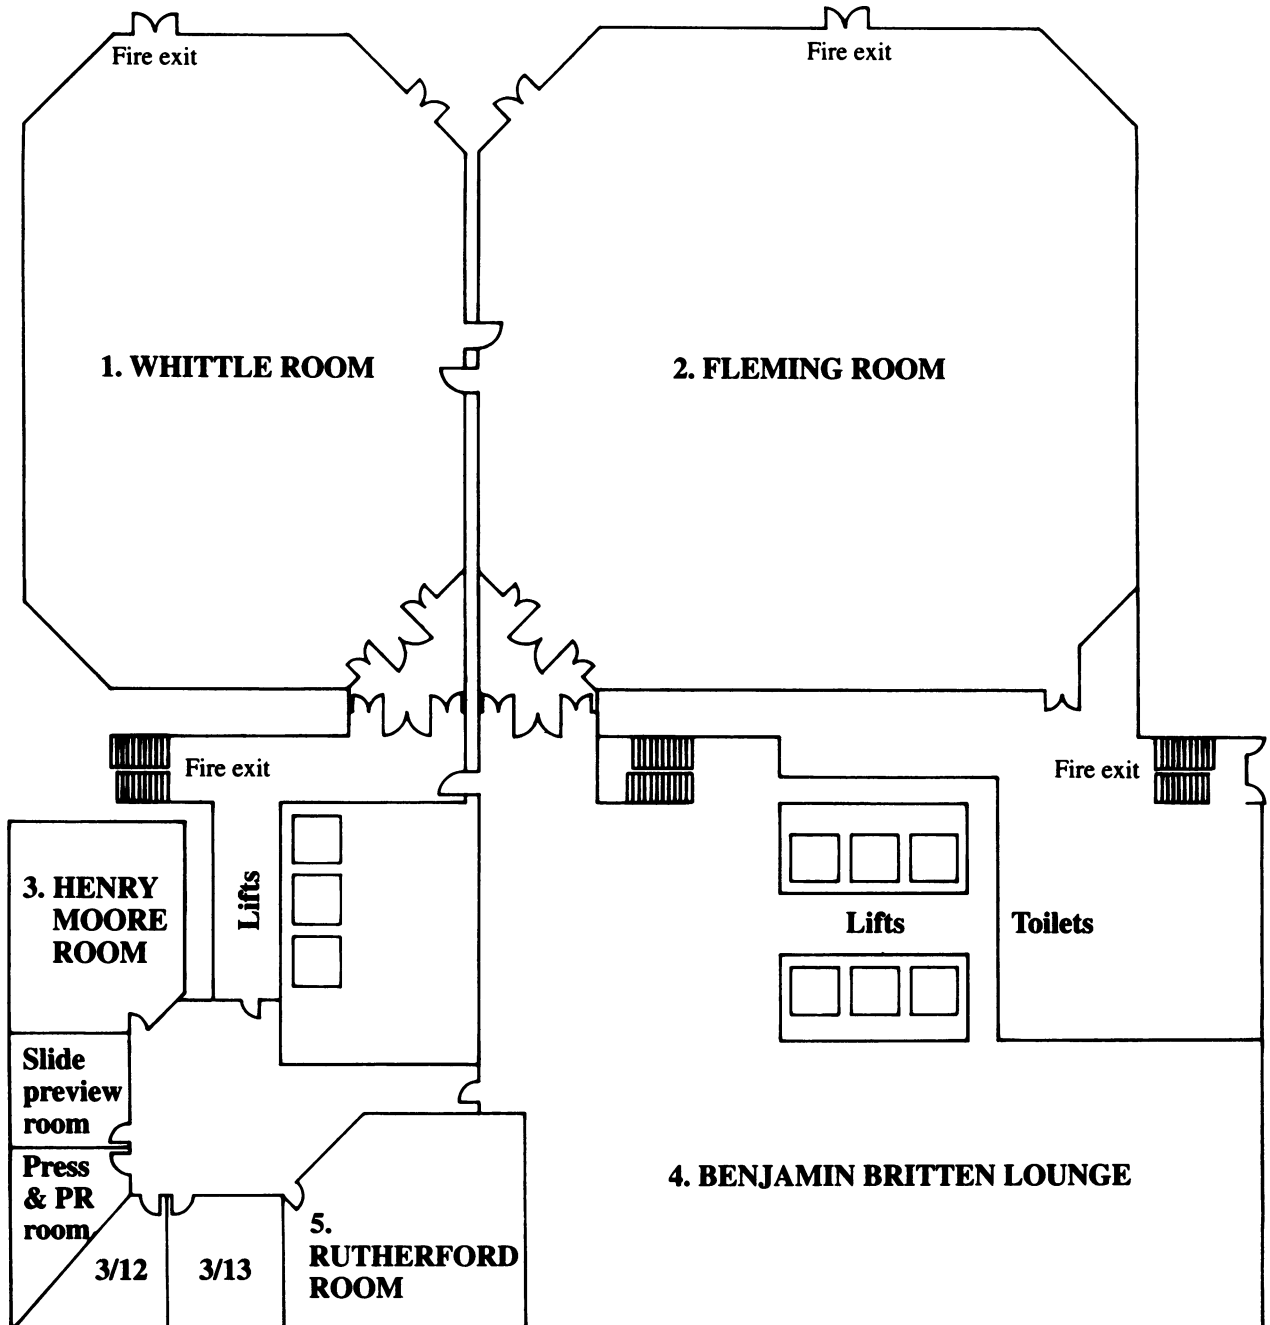 Fire exit
Fire exit
1. WHITTLE ROOM
2. FLEMING ROOM
Fire exit
Fire exit
3. HENRY
MOORE
ROOM
Lifts
Lifts
Toilets
Slide
preview
room
Press
& PR
room
4. BENJAMIN BRITTEN LOUNGE
3/12
3/13
5.
RUTHERFORD
ROOM